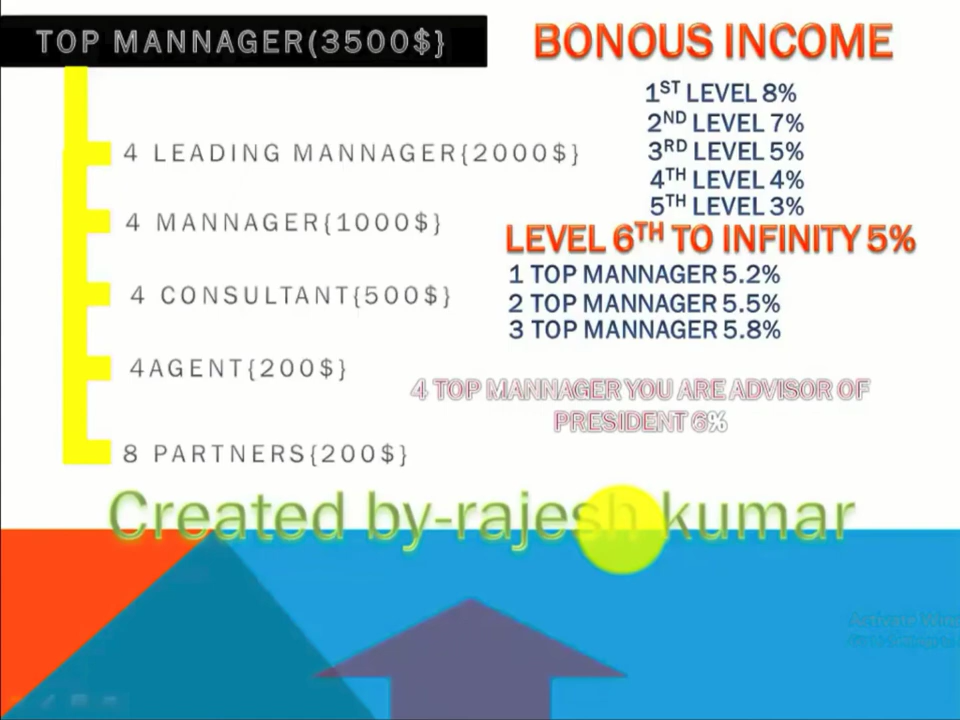 TOP MANNAGER(3500$}
4 LEADING MANNAGER{2000$}
4 MANNAGER{1000$}
4 CONSULTANT{500$}
4AGENT{200$}
8 PARTNERS{200$}
BONOUS INCOME
1ST LEVEL 8%
2ND LEVEL 7%
3RD LEVEL 5%
4TH LEVEL 4%
5TH LEVEL 3%
LEVEL 6TH TO INFINITY 5%
1 TOP MANNAGER 5.2%
2 TOP MANNAGER 5.5%
3 TOP MANNAGER 5.8%
4 TOP MANNAGER YOU ARE ADVISOR OF
PRESIDENT 6%
Created by-rajesh kumar